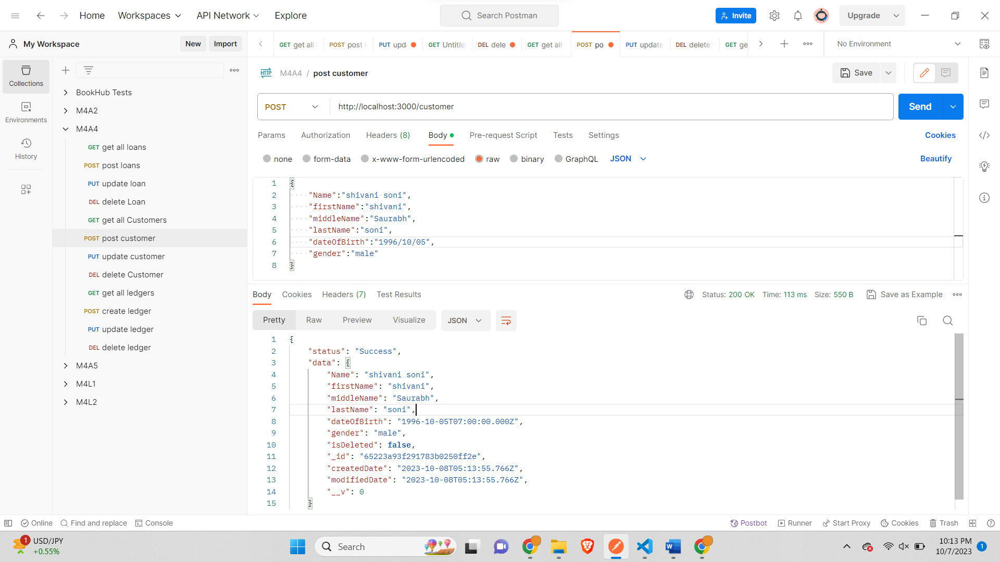 Home Workspaces API Network Explore Search Postman Invite Upgrade
My Workspace New Import GET get all POST post PUT upd GET Untitle DEL dele GET get all POST po PUT update DEL delete GET ge No Environment
Collections
Environments
History
BookHub Tests
M4A2
M4A4
GET get all loans
POST post loans
PUT update loan
DEL delete Loan
GET get all Customers
POST post customer
PUT update customer
DEL delete Customer
GET get all ledgers
POST create ledger
PUT update ledger
DEL delete ledger
M4A5
M4L1
M4L2
HTTP M4A4 / post customer Save
POST http://localhost:3000/customer Send
Params Authorization Headers (8) Body Pre-request Script Tests Settings Cookies
none form-data x-www-form-urlencoded raw binary GraphQL JSON Beautify
1 {
2 "Name":"shivani soni",
3 "firstName":"shivani",
4 "middleName":"Saurabh",
5 "lastName":"soni",
6 "dateOfBirth":"1996/10/05",
7 "gender":"male"
8 }
Body Cookies Headers (7) Test Results Status: 200 OK Time: 113 ms Size: 550 B Save as Example
Pretty Raw Preview Visualize JSON
1 {
2 "status": "Success",
3 "data": {
4 "Name": "shivani soni",
5 "firstName": "shivani",
6 "middleName": "Saurabh",
7 "lastName": "soni",
8 "dateOfBirth": "1996-10-05T07:00:00.000Z",
9 "gender": "male",
10 "isDeleted": false,
11 "_id": "65223a93f291783b0250ff2e",
12 "createdDate": "2023-10-08T05:13:55.766Z",
13 "modifiedDate": "2023-10-08T05:13:55.766Z",
14 "__v": 0
15 }
Online Find and replace Console Postbot Runner Start Proxy Cookies Trash
1 USD/JPY
+0.55%
Search
10:13 PM
10/7/2023
1